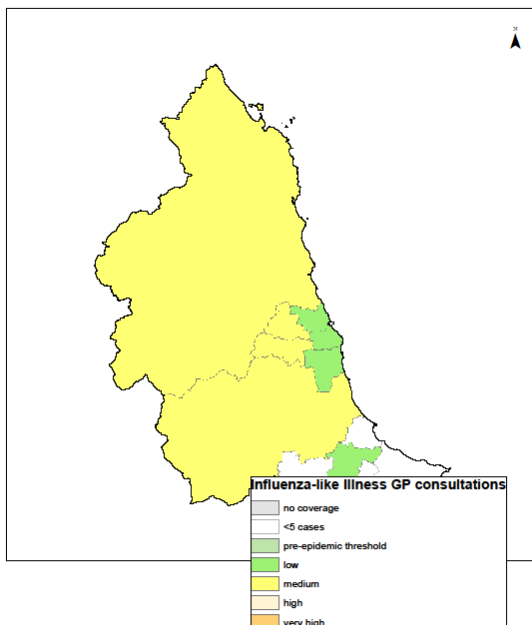 N
Influenza-like Illness GP consultations
no coverage
<5 cases
pre-epidemic threshold
low
medium
high
very high